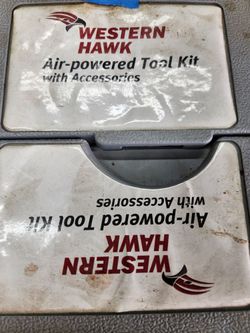 WESTERN
HAWK
Air-powered Tool Kit
with Accessories
WESTERN
HAWK
Air-powered Tool Kit
with Accessories